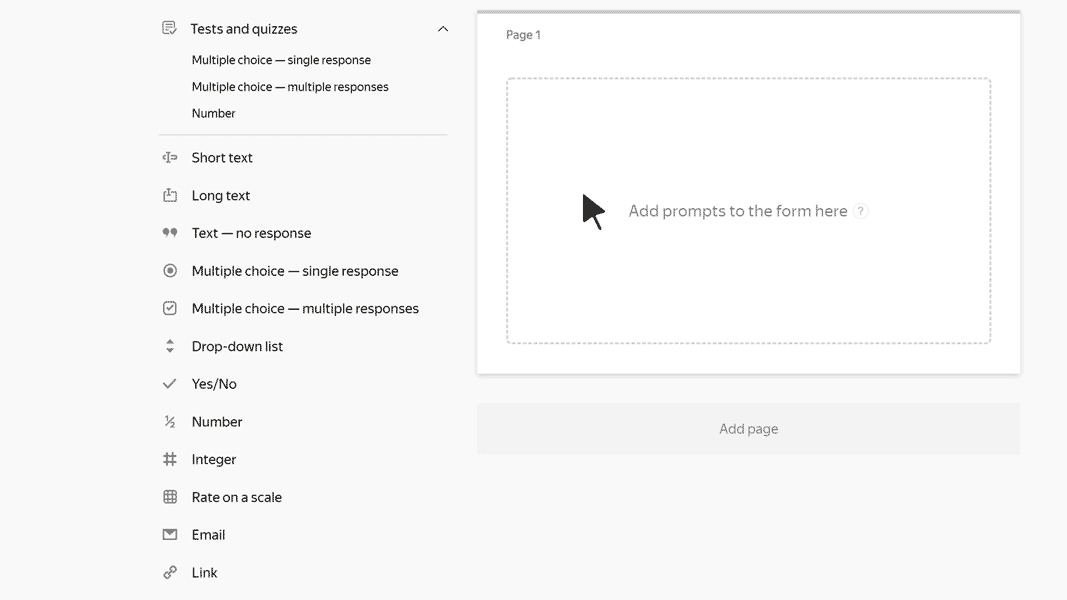 Tests and quizzes
Multiple choice — single response
Multiple choice — multiple responses
Number
Short text
Long text
Text — no response
Multiple choice — single response
Multiple choice — multiple responses
Drop-down list
Yes/No
Number
Integer
Rate on a scale
Email
Link
Page 1
Add prompts to the form here ?
Add page